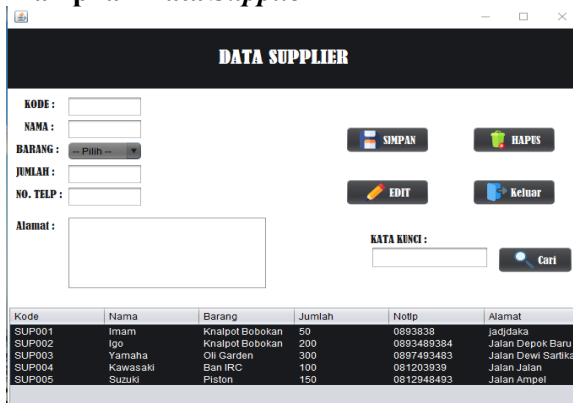 DATA SUPPLIER
KODE :
NAMA :
BARANG : -- Pilih --
JUMLAH :
NO. TELP :
Alamat :
SIMPAN HAPUS
EDIT Keluar
KATA KUNCI :
Cari
Kode Nama Barang Jumlah Notlp Alamat
SUP001 Imam Knalpot Bobokan 50 0893838 jadjdaka
SUP002 Igo Knalpot Bobokan 200 0893489384 Jalan Depok Baru
SUP003 Yamaha Oli Garden 300 0897493483 Jalan Dewi Sartika
SUP004 Kawasaki Ban IRC 100 081203939 Jalan Jalan
SUP005 Suzuki Piston 150 0812948493 Jalan Ampel